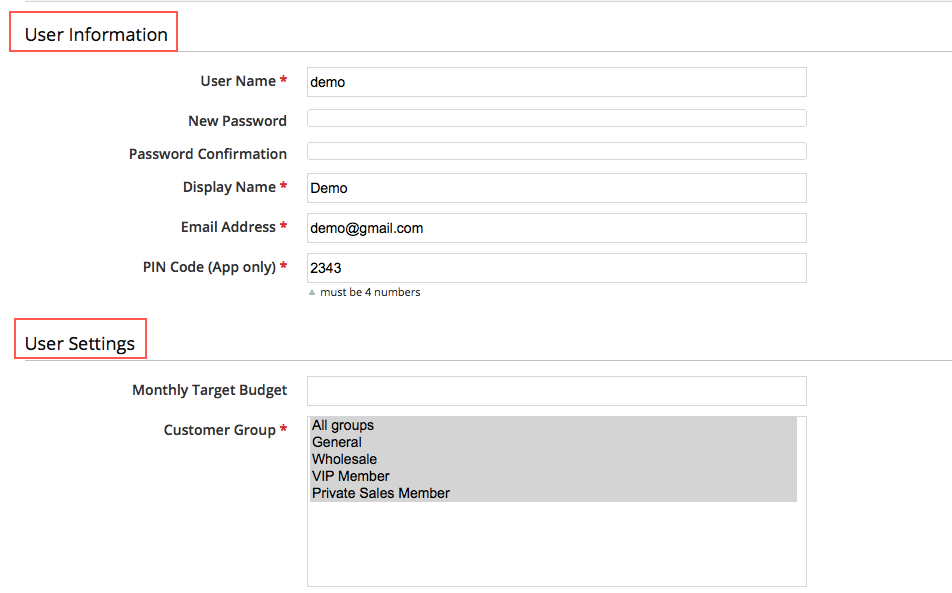 User Information
User Name * demo
New Password
Password Confirmation
Display Name * Demo
Email Address * demo@gmail.com
PIN Code (App only) * 2343
must be 4 numbers
User Settings
Monthly Target Budget
Customer Group * All groups
General
Wholesale
VIP Member
Private Sales Member